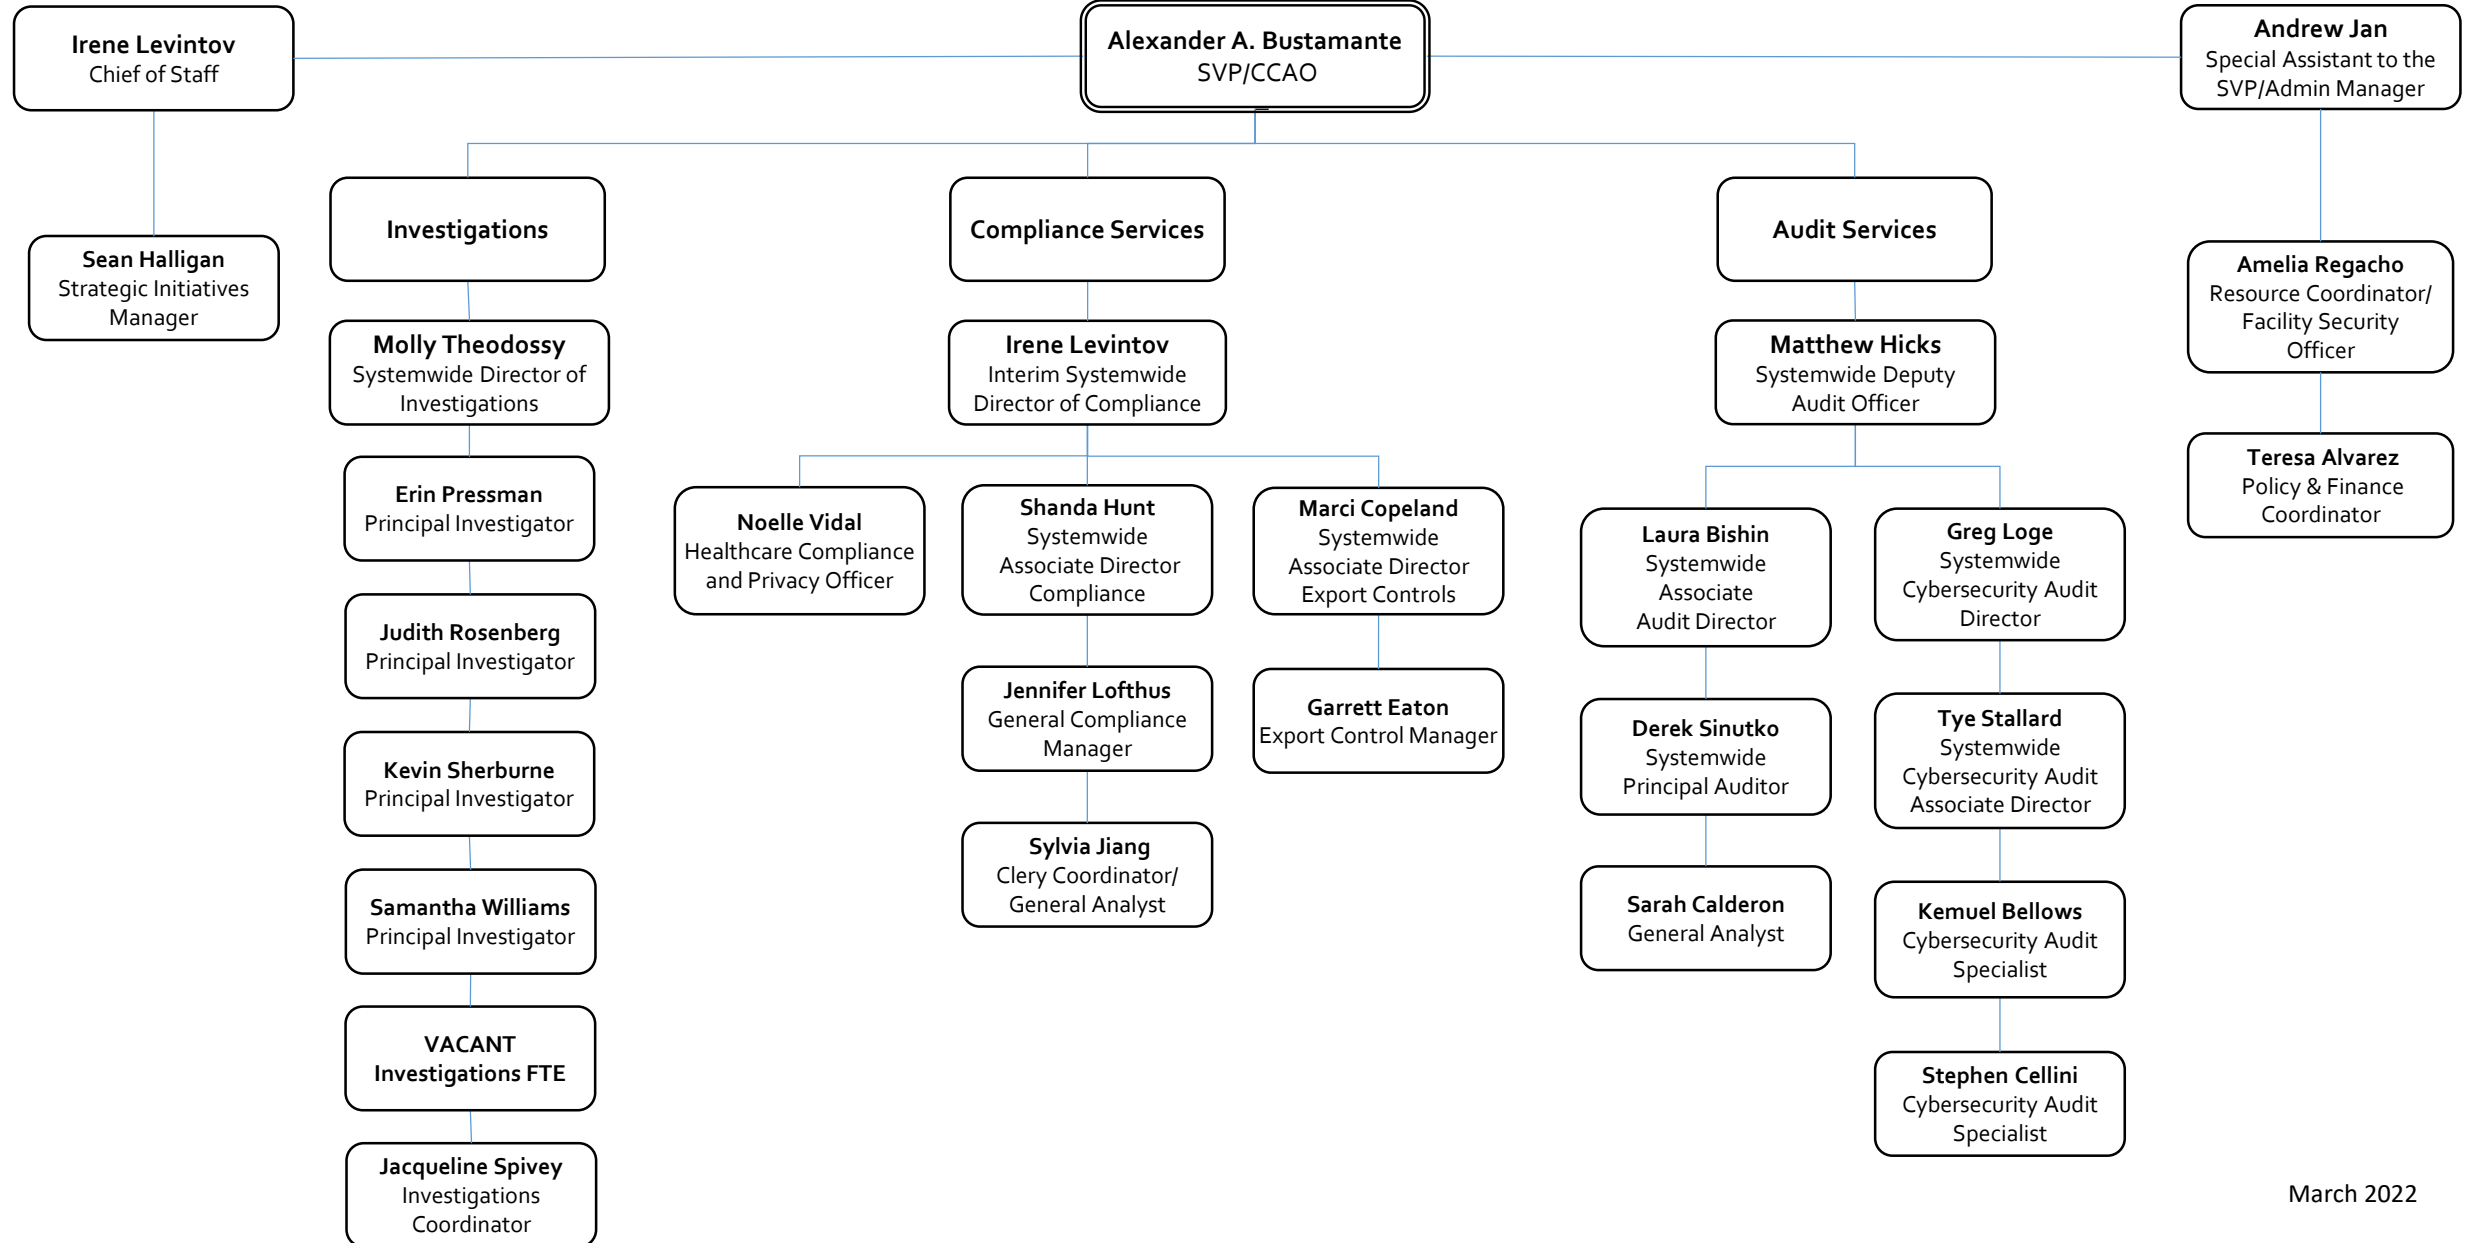 Irene Levintov
Chief of Staff
Alexander A. Bustamante
SVP/CCAO
Andrew Jan
Special Assistant to the
SVP/Admin Manager
Sean Halligan
Strategic Initiatives
Manager
Investigations
Molly Theodossy
Systemwide Director of
Investigations
Erin Pressman
Principal Investigator
Judith Rosenberg
Principal Investigator
Kevin Sherburne
Principal Investigator
Samantha Williams
Principal Investigator
VACANT
Investigations FTE
Jacqueline Spivey
Investigations
Coordinator
Compliance Services
Irene Levintov
Interim Systemwide
Director of Compliance
Noelle Vidal
Healthcare Compliance
and Privacy Officer
Shanda Hunt
Systemwide
Associate Director
Compliance
Jennifer Lofthus
General Compliance
Manager
Sylvia Jiang
Clery Coordinator/
General Analyst
Marci Copeland
Systemwide
Associate Director
Export Controls
Garrett Eaton
Export Control Manager
Audit Services
Matthew Hicks
Systemwide Deputy
Audit Officer
Laura Bishin
Systemwide
Associate
Audit Director
Derek Sinutko
Systemwide
Principal Auditor
Sarah Calderon
General Analyst
Greg Loge
Systemwide
Cybersecurity Audit
Director
Tye Stallard
Systemwide
Cybersecurity Audit
Associate Director
Kemuel Bellows
Cybersecurity Audit
Specialist
Stephen Cellini
Cybersecurity Audit
Specialist
Amelia Regacho
Resource Coordinator/
Facility Security
Officer
Teresa Alvarez
Policy & Finance
Coordinator
March 2022